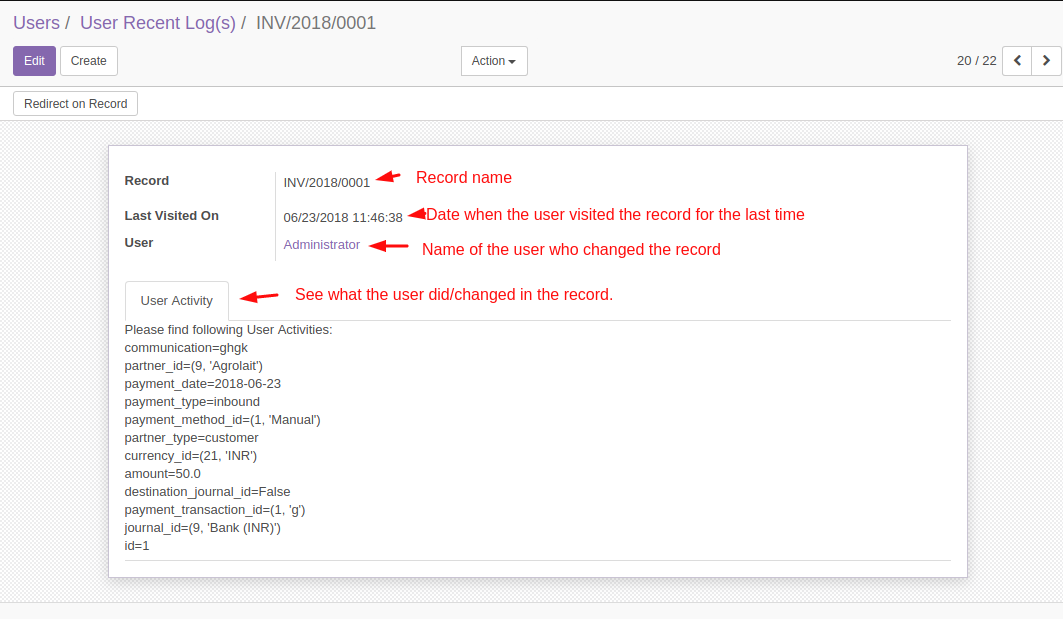 Users / User Recent Log(s) / INV/2018/0001
Edit Create Action 20 / 22
Redirect on Record
Record INV/2018/0001 Record name
Last Visited On 06/23/2018 11:46:38 Date when the user visited the record for the last time
User Administrator Name of the user who changed the record
User Activity See what the user did/changed in the record.
Please find following User Activities:
communication=ghgk
partner_id=(9, 'Agrolait')
payment_date=2018-06-23
payment_type=inbound
payment_method_id=(1, 'Manual')
partner_type=customer
currency_id=(21, 'INR')
amount=50.0
destination_journal_id=False
payment_transaction_id=(1, 'g')
journal_id=(9, 'Bank (INR)')
id=1